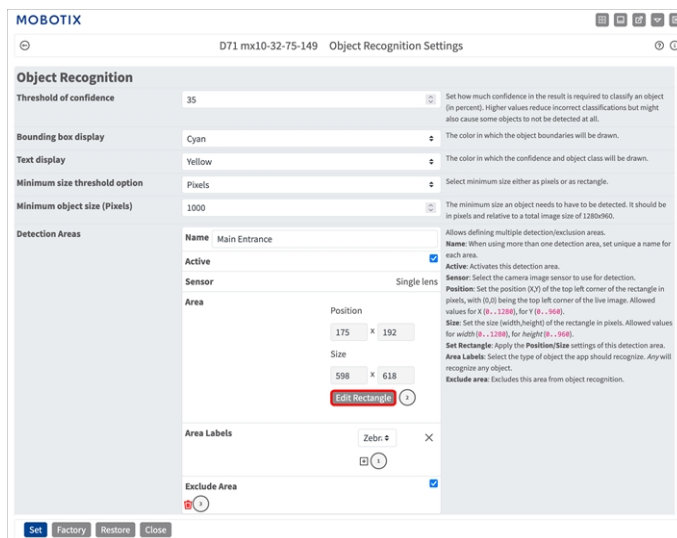 MOBOTIX
D71 mx10-32-75-149 Object Recognition Settings
Object Recognition
Threshold of confidence
35
Set how much confidence in the result is required to classify an object
(in percent). Higher values reduce incorrect classifications but might
also cause some objects to not be detected at all.
Bounding box display
Cyan
The color in which the object boundaries will be drawn.
Text display
Yellow
The color in which the confidence and object class will be drawn.
Minimum size threshold option
Pixels
Select minimum size either as pixels or as rectangle.
Minimum object size (Pixels)
1000
The minimum size an object needs to have to be detected. It should be
in pixels and relative to a total image size of 1280x960.
Detection Areas
Name Main Entrance
Active
Sensor Single lens
Area
Position
175 x 192
Size
598 x 618
Edit Rectangle 2
Area Labels
Zebr
1
Exclude Area
3
Allows defining multiple detection/exclusion areas.
Name: When using more than one detection area, set unique a name for
each area.
Active: Activates this detection area.
Sensor: Select the camera image sensor to use for detection.
Position: Set the position (X,Y) of the top left corner of the rectangle in
pixels, with (0,0) being the top left corner of the live image. Allowed
values for X (0..1280), for Y (0..960).
Size: Set the size (width,height) of the rectangle in pixels. Allowed values
for width (0..1280), for height (0..960).
Set Rectangle: Apply the Position/Size settings of this detection area.
Area Labels: Select the type of object the app should recognize. Any will
recognize any object.
Exclude area: Excludes this area from object recognition.
Set Factory Restore Close